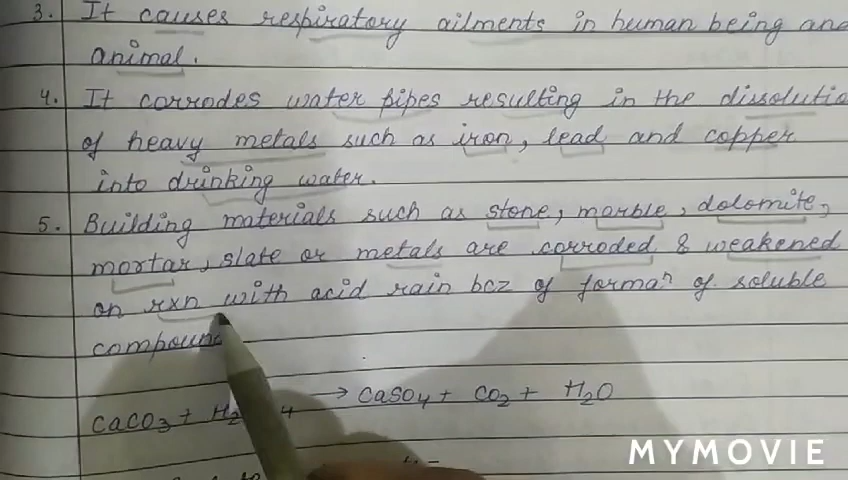 3. It causes respiratory ailments in human being and
animal.
4. It corrodes water pipes resulting in the dissolutio
of heavy metals such as iron, lead and copper
into drinking water.
5. Building materials such as stone, marble, dolomite,
mortar, slate or metals are corroded & weakened
on rxn with acid rain bcz of formaⁿ of soluble
compound
CaCO3 + H2 4 → CaSO4 + CO2 + H2O
MYMOVIE